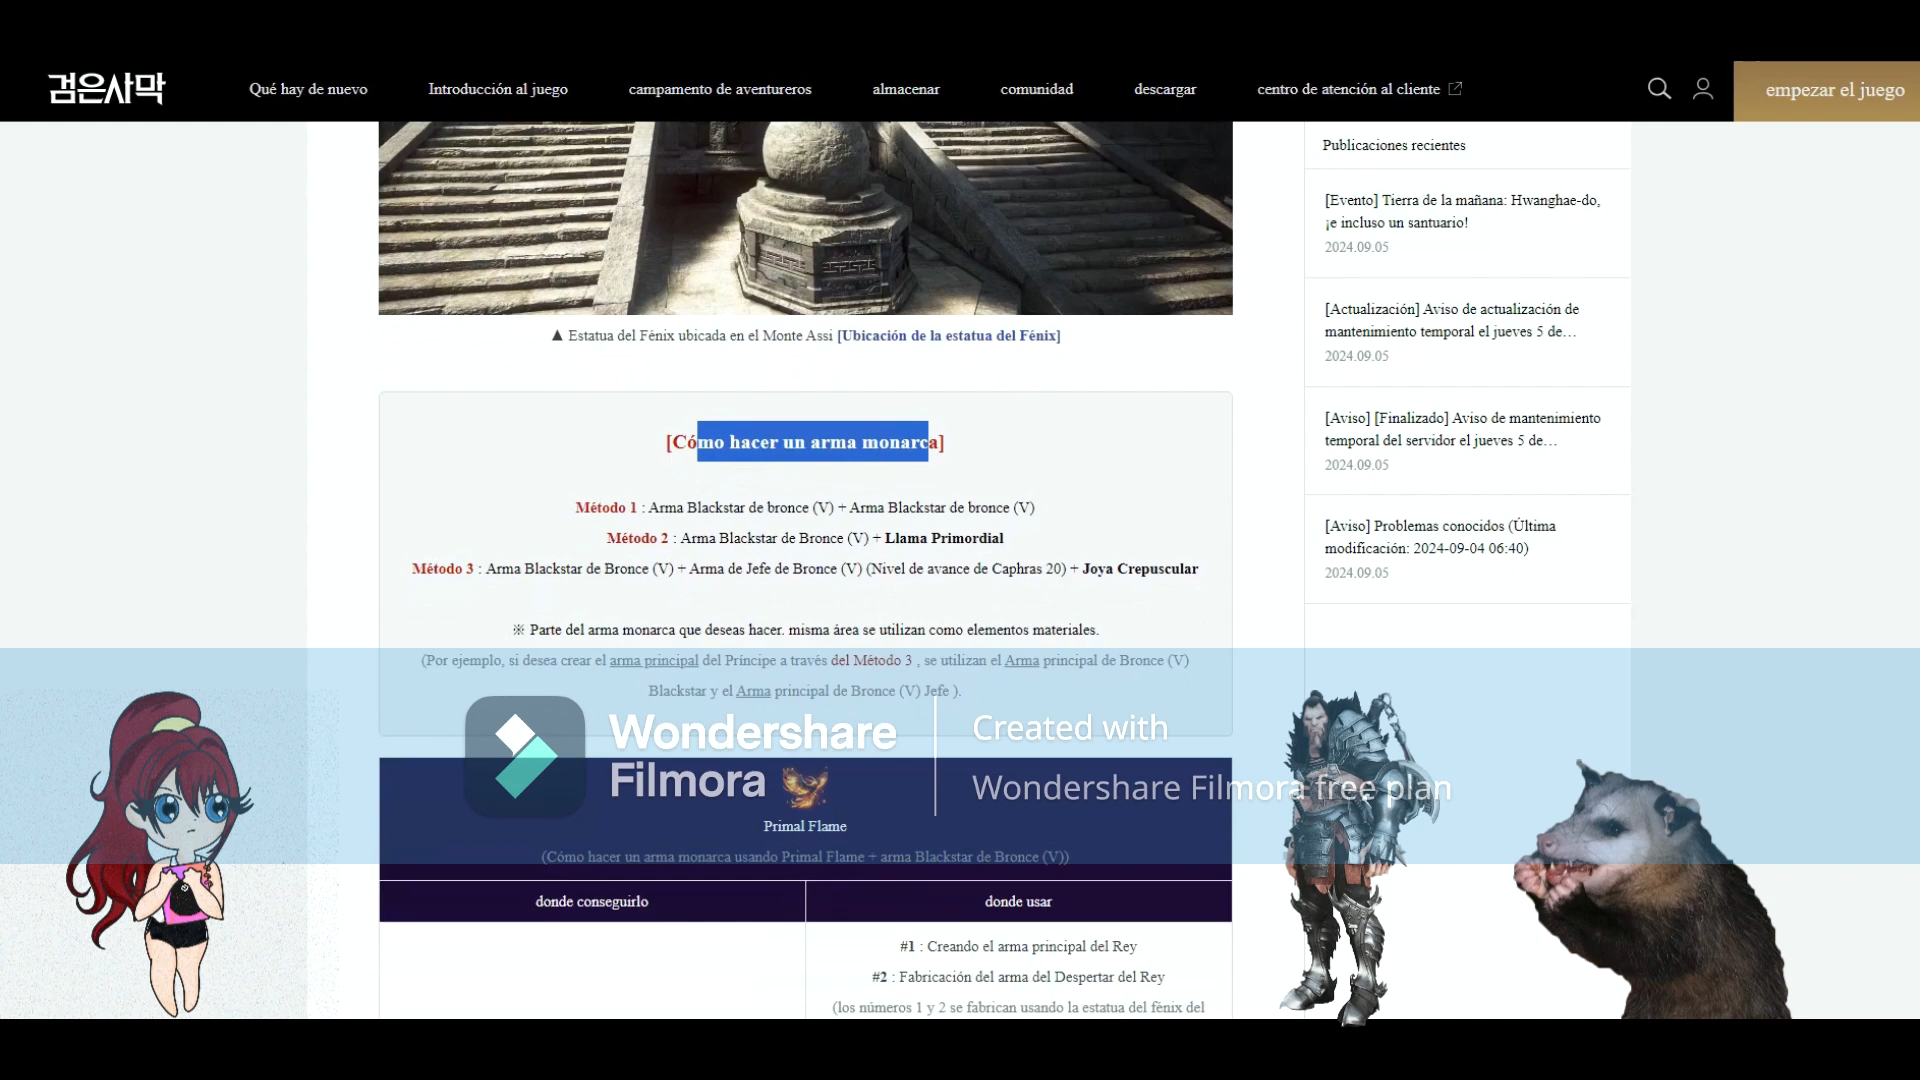 검은사막
Qué hay de nuevo
Introducción al juego
campamento de aventureros
almacenar
comunidad
descargar
centro de atención al cliente
empezar el juego
▲ Estatua del Fénix ubicada en el Monte Assi [Ubicación de la estatua del Fénix]
[Cómo hacer un arma monarca]
Método 1 : Arma Blackstar de bronce (V) + Arma Blackstar de bronce (V)
Método 2 : Arma Blackstar de Bronce (V) + Llama Primordial
Método 3 : Arma Blackstar de Bronce (V) + Arma de Jefe de Bronce (V) (Nivel de avance de Caphras 20) + Joya Crepuscular
※ Parte del arma monarca que deseas hacer. misma área se utilizan como elementos materiales.
(Por ejemplo, si desea crear el arma principal del Príncipe a través del Método 3 , se utilizan el Arma principal de Bronce (V)
Blackstar y el Arma principal de Bronce (V) Jefe ).
Primal Flame
(Cómo hacer un arma monarca usando Primal Flame + arma Blackstar de Bronce (V))
donde conseguirlo
donde usar
#1 : Creando el arma principal del Rey
#2 : Fabricación del arma del Despertar del Rey
(los números 1 y 2 se fabrican usando la estatua del fénix del
Publicaciones recientes
[Evento] Tierra de la mañana: Hwanghae-do,
¡e incluso un santuario!
2024.09.05
[Actualización] Aviso de actualización de
mantenimiento temporal el jueves 5 de…
2024.09.05
[Aviso] [Finalizado] Aviso de mantenimiento
temporal del servidor el jueves 5 de…
2024.09.05
[Aviso] Problemas conocidos (Última
modificación: 2024-09-04 06:40)
2024.09.05
Wondershare
Filmora
Created with
Wondershare Filmora free plan